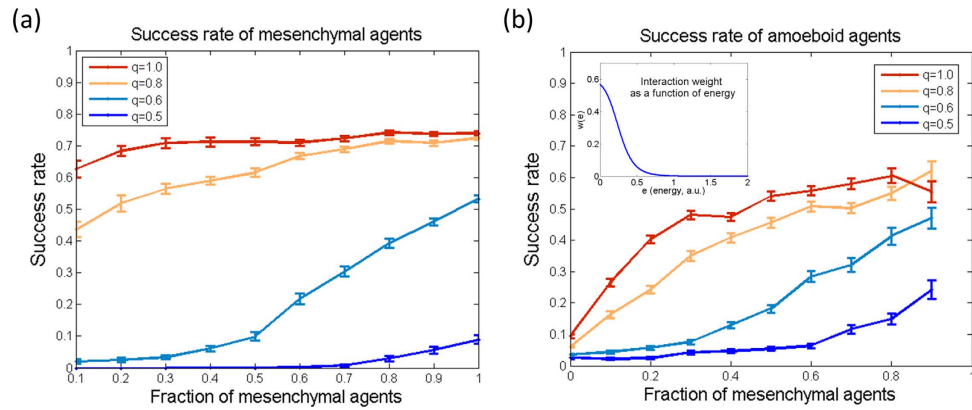 (a)
Success rate of mesenchymal agents
1
0.9
0.8
0.7
0.6
0.5
0.4
0.3
0.2
0.1
0
q=1.0
q=0.8
q=0.6
q=0.5
Success rate
0.1 0.2 0.3 0.4 0.5 0.6 0.7 0.8 0.9 1
Fraction of mesenchymal agents
(b)
Success rate of amoeboid agents
1
0.9
0.8
0.7
0.6
0.5
0.4
0.3
0.2
0.1
0
Interaction weight
as a function of energy
w(e)
0.6
0.4
0.2
0
0 0.5 1 1.5 2
e (energy, a.u.)
q=1.0
q=0.8
q=0.6
q=0.5
Success rate
0 0.2 0.4 0.6 0.8 1
Fraction of mesenchymal agents